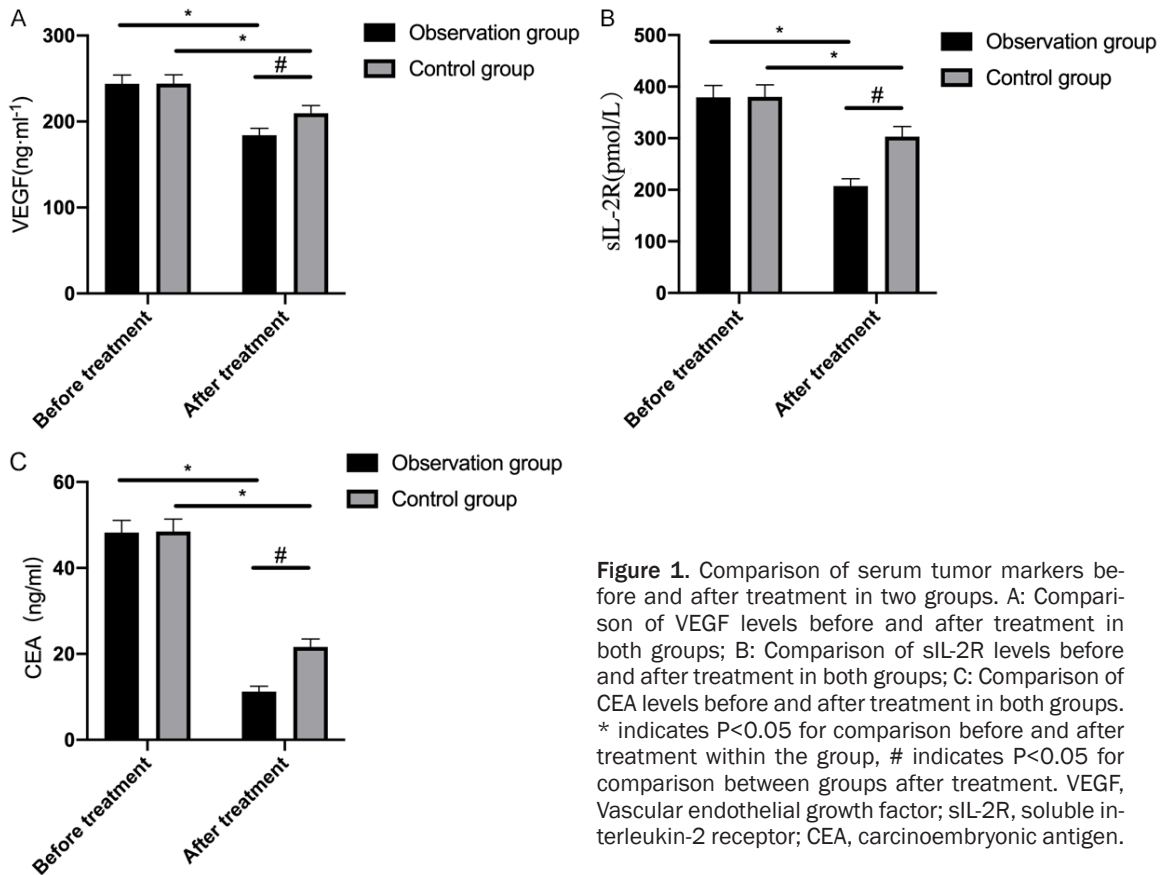 A
*
*
#
Observation group
Control group
300
200
100
0
VEGF(ng·ml⁻¹)
Before treatment
After treatment
B
*
*
#
Observation group
Control group
500
400
300
200
100
0
sIL-2R(pmol/L)
Before treatment
After treatment
C
*
*
#
Observation group
Control group
60
40
20
0
CEA (ng/ml)
Before treatment
After treatment
Figure 1. Comparison of serum tumor markers be-
fore and after treatment in two groups. A: Compari-
son of VEGF levels before and after treatment in
both groups; B: Comparison of sIL-2R levels before
and after treatment in both groups; C: Comparison of
CEA levels before and after treatment in both groups.
* indicates P<0.05 for comparison before and after
treatment within the group, # indicates P<0.05 for
comparison between groups after treatment. VEGF,
Vascular endothelial growth factor; sIL-2R, soluble in-
terleukin-2 receptor; CEA, carcinoembryonic antigen.